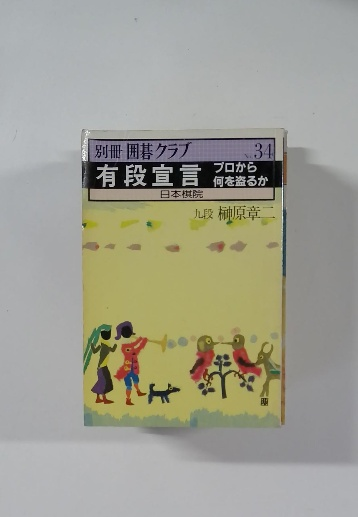 別冊 囲碁クラブ No.34
有段宣言 プロから
何を盗るか
日本棋院
九段 榊原章二